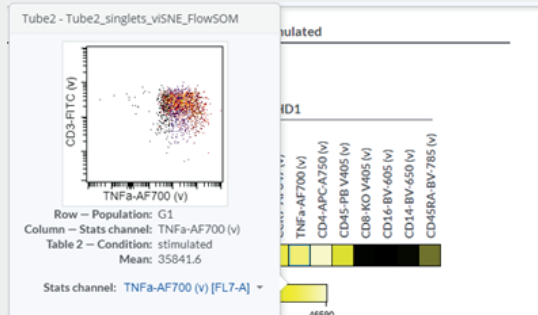 Tube2 - Tube2_singlets_viSNE_FlowSOM
CD3-FITC (v)
TNFa-AF700 (v)
Row — Population: G1
Column — Stats channel: TNFa-AF700 (v)
Table 2 — Condition: stimulated
Mean: 35841.6
Stats channel: TNFa-AF700 (v) [FL7-A]
HD1
TNFa-AF700 (v)
CD4-APC-A750 (v)
CD45-PB V405 (v)
CD8-KO V405 (v)
CD16-BV-605 (v)
CD14-BV-650 (v)
CD45RA-BV-785 (v)